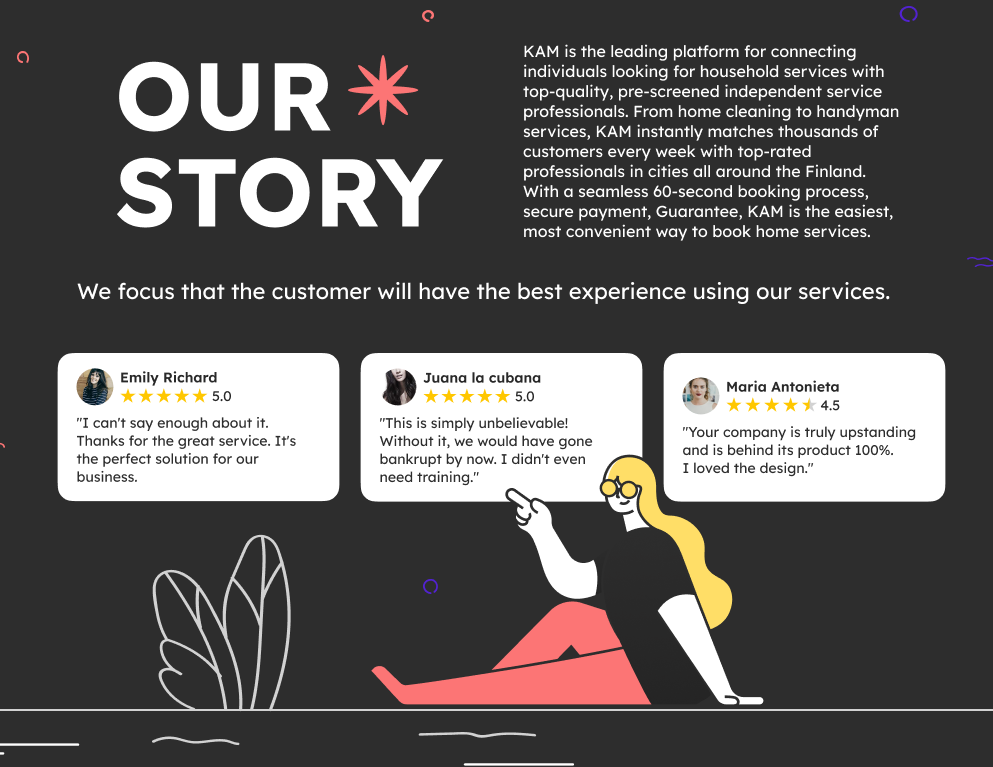 OUR
STORY
KAM is the leading platform for connecting
individuals looking for household services with
top-quality, pre-screened independent service
professionals. From home cleaning to handyman
services, KAM instantly matches thousands of
customers every week with top-rated
professionals in cities all around the Finland.
With a seamless 60-second booking process,
secure payment, Guarantee, KAM is the easiest,
most convenient way to book home services.
We focus that the customer will have the best experience using our services.
Emily Richard
5.0
"I can't say enough about it.
Thanks for the great service. It's
the perfect solution for our
business.
Juana la cubana
5.0
"This is simply unbelievable!
Without it, we would have gone
bankrupt by now. I didn't even
need training."
Maria Antonieta
4.5
"Your company is truly upstanding
and is behind its product 100%.
I loved the design."